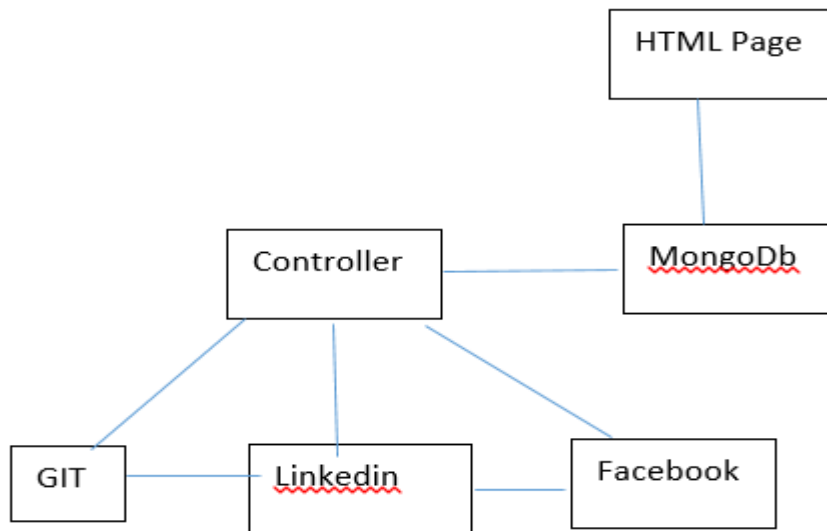 HTML Page
Controller
MongoDb
GIT
Linkedin
Facebook